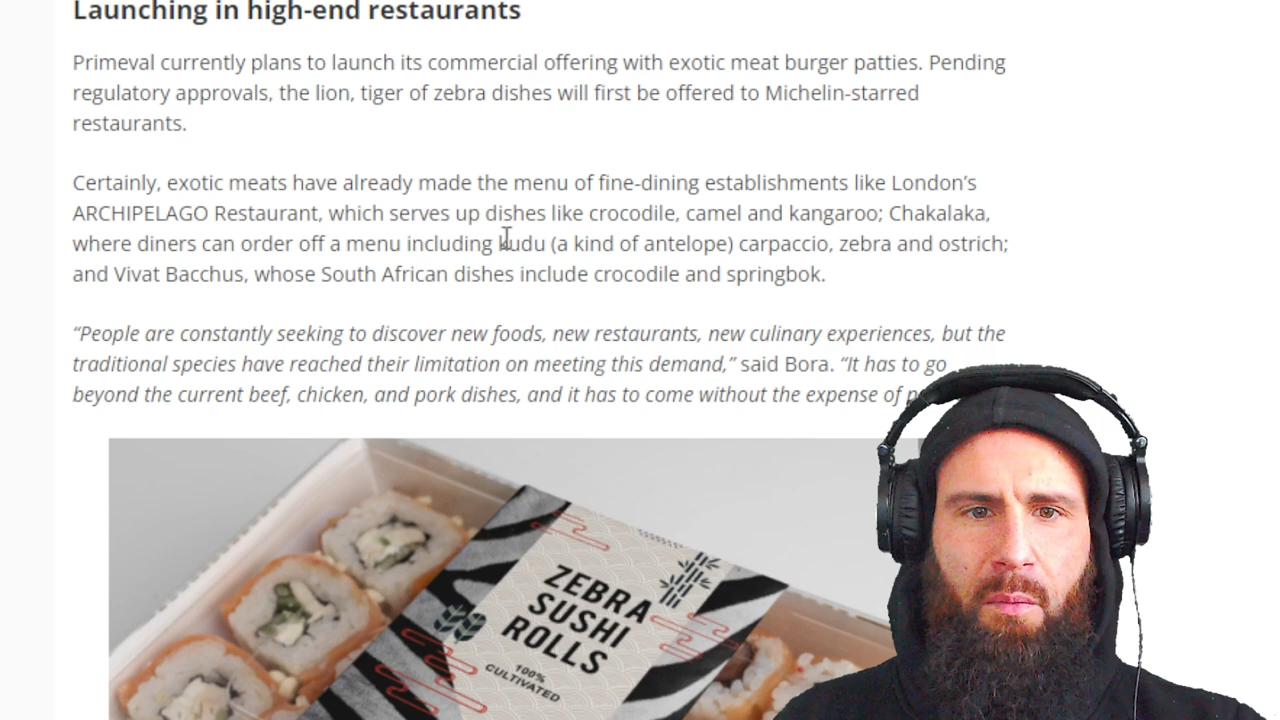 Launching in high-end restaurants
Primeval currently plans to launch its commercial offering with exotic meat burger patties. Pending
regulatory approvals, the lion, tiger of zebra dishes will first be offered to Michelin-starred
restaurants.
Certainly, exotic meats have already made the menu of fine-dining establishments like London’s
ARCHIPELAGO Restaurant, which serves up dishes like crocodile, camel and kangaroo; Chakalaka,
where diners can order off a menu including kudu (a kind of antelope) carpaccio, zebra and ostrich;
and Vivat Bacchus, whose South African dishes include crocodile and springbok.
“People are constantly seeking to discover new foods, new restaurants, new culinary experiences, but the
traditional species have reached their limitation on meeting this demand,” said Bora. “It has to go
beyond the current beef, chicken, and pork dishes, and it has to come without the expense of
ZEBRA
SUSHI
ROLLS
100%
CULTIVATED